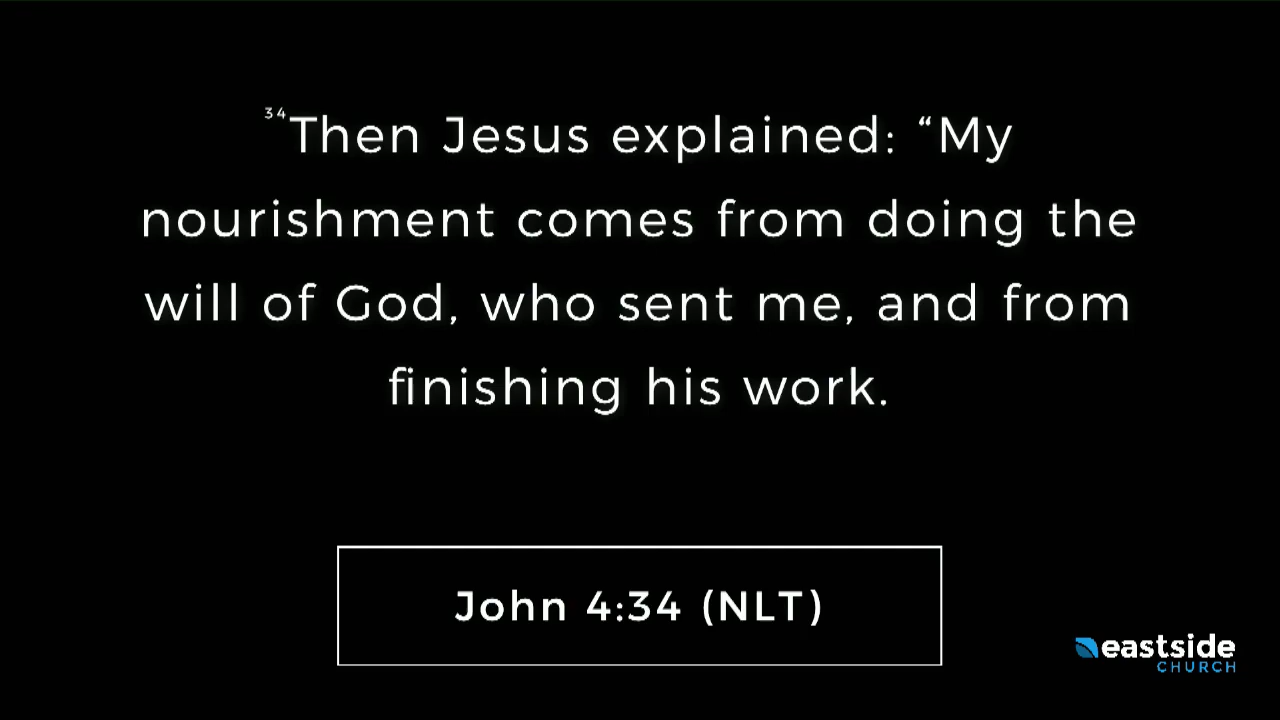 ³⁴Then Jesus explained: “My
nourishment comes from doing the
will of God, who sent me, and from
finishing his work.
John 4:34 (NLT)
eastside
CHURCH